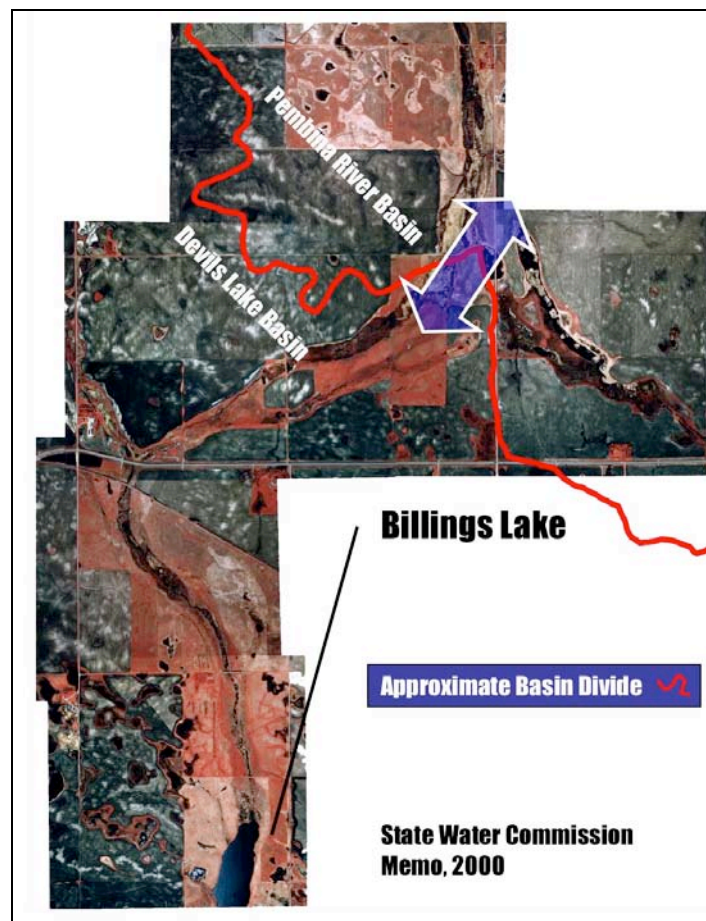 Pembina River Basin
Devils Lake Basin
Billings Lake
Approximate Basin Divide
State Water Commission
Memo, 2000